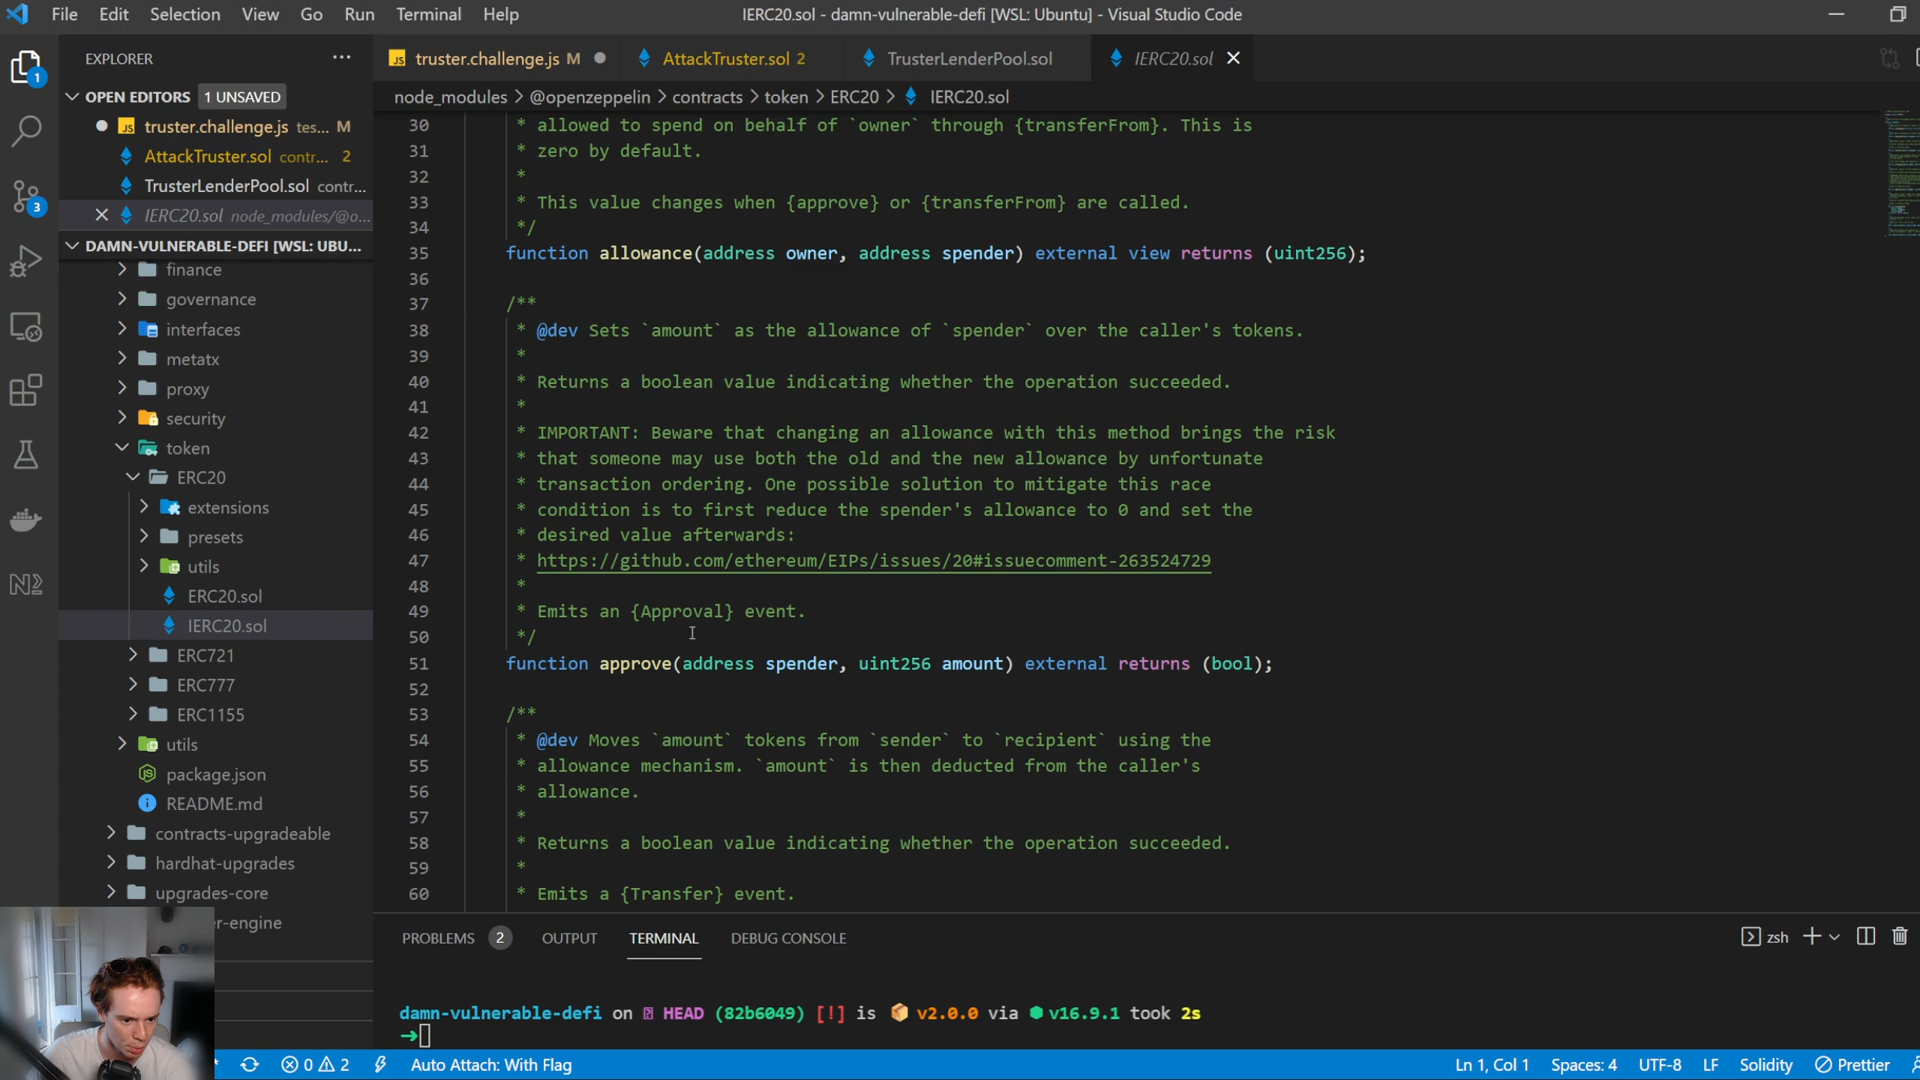 File Edit Selection View Go Run Terminal Help
IERC20.sol - damn-vulnerable-defi [WSL: Ubuntu] - Visual Studio Code
EXPLORER
truster.challenge.js M
AttackTruster.sol 2
TrusterLenderPool.sol
IERC20.sol
OPEN EDITORS 1 UNSAVED
truster.challenge.js tes... M
AttackTruster.sol contr... 2
TrusterLenderPool.sol contr...
IERC20.sol node_modules/@o...
DAMN-VULNERABLE-DEFI [WSL: UBU...
finance
governance
interfaces
metatx
proxy
security
token
ERC20
extensions
presets
utils
ERC20.sol
IERC20.sol
ERC721
ERC777
ERC1155
utils
package.json
README.md
contracts-upgradeable
hardhat-upgrades
upgrades-core
r-engine
1
3
node_modules > @openzeppelin > contracts > token > ERC20 > IERC20.sol
30 * allowed to spend on behalf of `owner` through {transferFrom}. This is
31 * zero by default.
32 *
33 * This value changes when {approve} or {transferFrom} are called.
34 */
35 function allowance(address owner, address spender) external view returns (uint256);
36
37 /**
38 * @dev Sets `amount` as the allowance of `spender` over the caller's tokens.
39 *
40 * Returns a boolean value indicating whether the operation succeeded.
41 *
42 * IMPORTANT: Beware that changing an allowance with this method brings the risk
43 * that someone may use both the old and the new allowance by unfortunate
44 * transaction ordering. One possible solution to mitigate this race
45 * condition is to first reduce the spender's allowance to 0 and set the
46 * desired value afterwards:
47 * https://github.com/ethereum/EIPs/issues/20#issuecomment-263524729
48 *
49 * Emits an {Approval} event.
50 */
51 function approve(address spender, uint256 amount) external returns (bool);
52
53 /**
54 * @dev Moves `amount` tokens from `sender` to `recipient` using the
55 * allowance mechanism. `amount` is then deducted from the caller's
56 * allowance.
57 *
58 * Returns a boolean value indicating whether the operation succeeded.
59 *
60 * Emits a {Transfer} event.
PROBLEMS 2 OUTPUT TERMINAL DEBUG CONSOLE
zsh
damn-vulnerable-defi on HEAD (82b6049) [!] is v2.0.0 via v16.9.1 took 2s
→
0 2 Auto Attach: With Flag
Ln 1, Col 1 Spaces: 4 UTF-8 LF Solidity Prettier